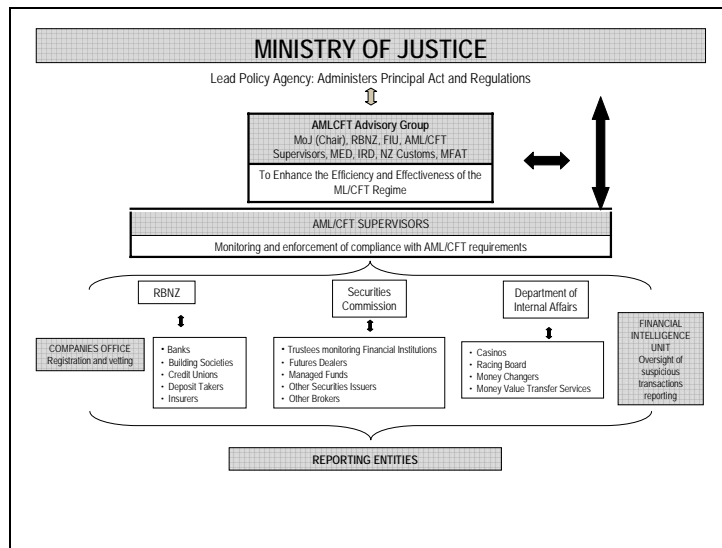 MINISTRY OF JUSTICE
Lead Policy Agency: Administers Principal Act and Regulations
AMLCFT Advisory Group
MoJ (Chair), RBNZ, FIU, AML/CFT
Supervisors, MED, IRD, NZ Customs, MFAT
To Enhance the Efficiency and Effectiveness of the
ML/CFT Regime
AML/CFT SUPERVISORS
Monitoring and enforcement of compliance with AML/CFT requirements
RBNZ
Securities
Commission
Department of
Internal Affairs
COMPANIES OFFICE
Registration and vetting
• Banks
• Building Societies
• Credit Unions
• Deposit Takers
• Insurers
• Trustees monitoring Financial Institutions
• Futures Dealers
• Managed Funds
• Other Securities Issuers
• Other Brokers
• Casinos
• Racing Board
• Money Changers
• Money Value Transfer Services
FINANCIAL
INTELLIGENCE
UNIT
Oversight of
suspicious
transactions
reporting
REPORTING ENTITIES